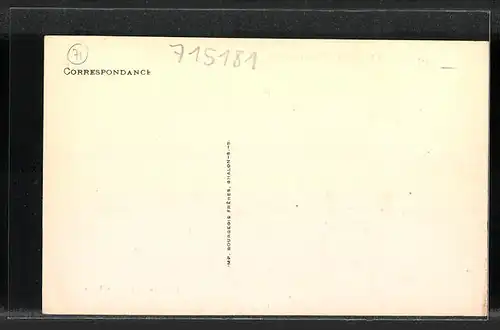 71
715181
CORRESPONDANCE
IMP. BOURGEOIS FRÈRES, CHALON-S-S